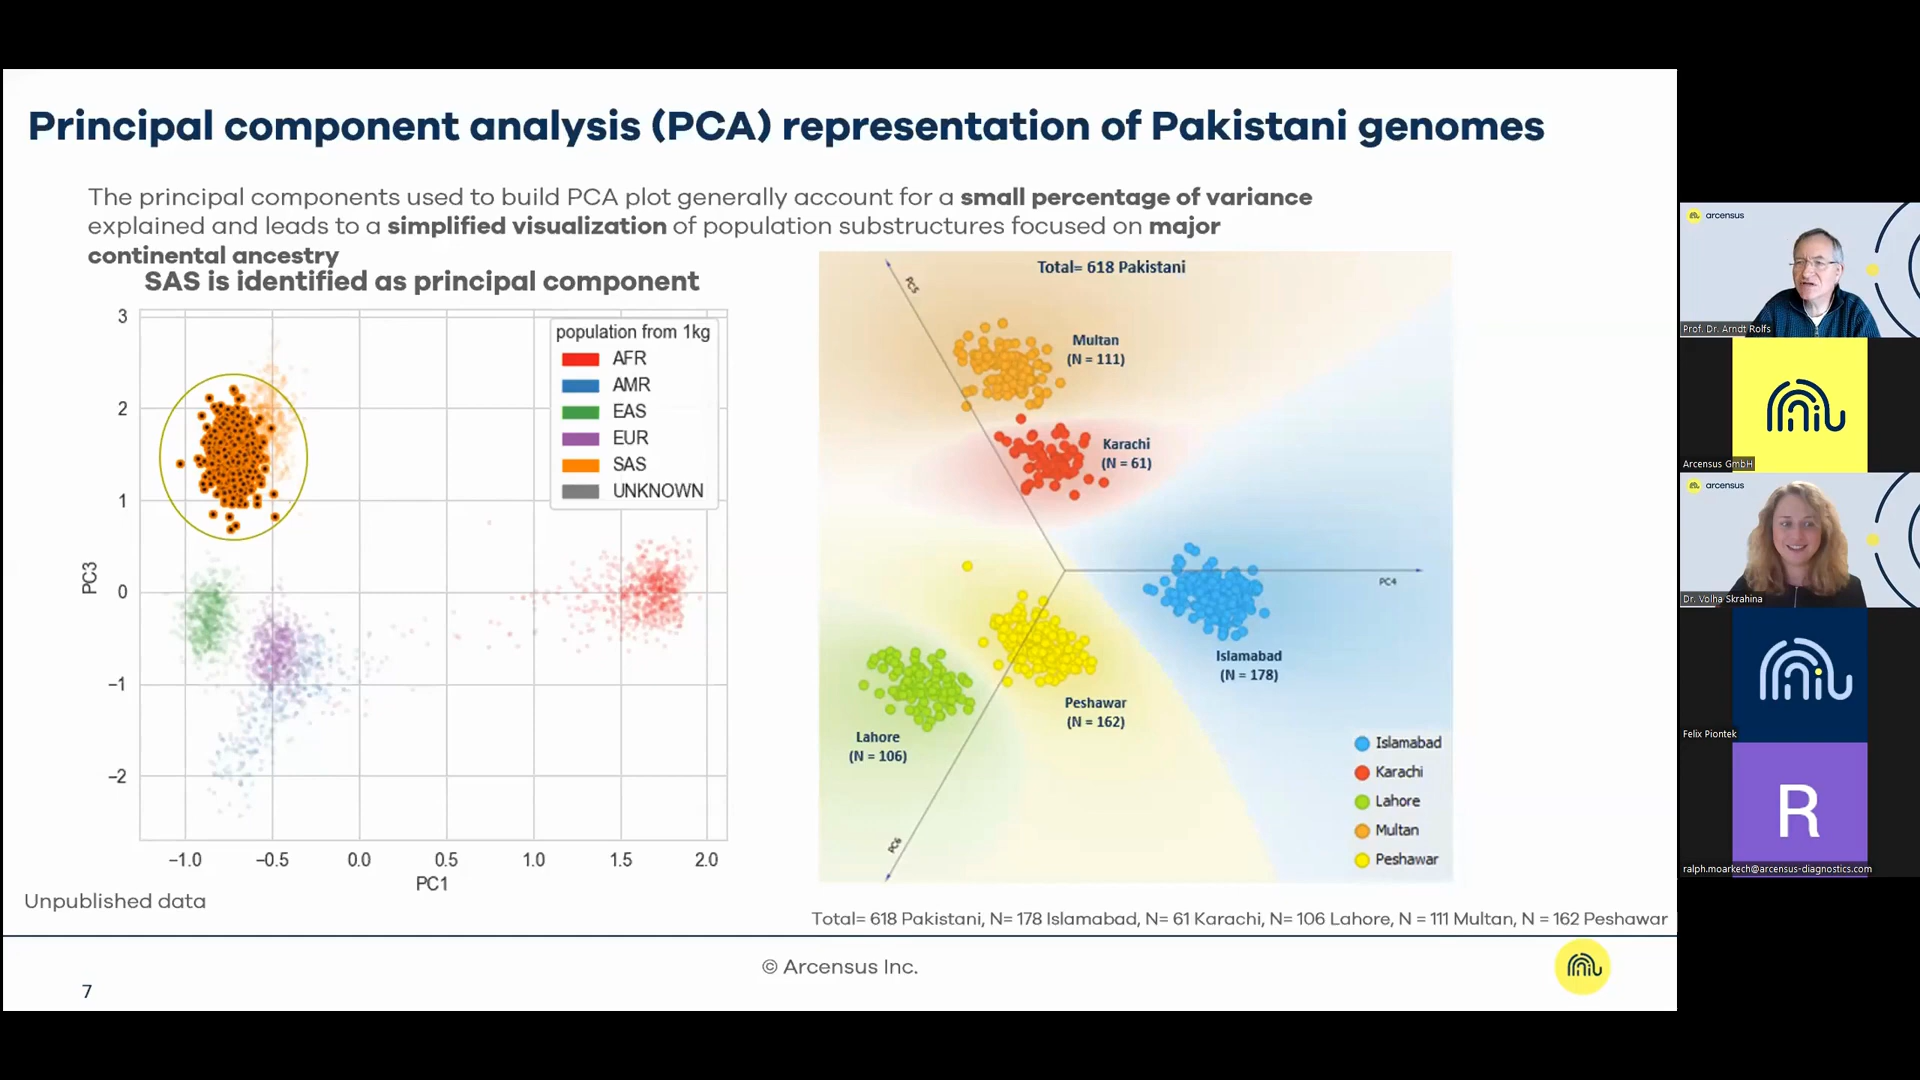 Principal component analysis (PCA) representation of Pakistani genomes
The principal components used to build PCA plot generally account for a small percentage of variance
explained and leads to a simplified visualization of population substructures focused on major
continental ancestry
SAS is identified as principal component
3
2
1
0
−1
−2
PC3
−1.0
−0.5
0.0
0.5
1.0
1.5
2.0
PC1
population from 1kg
AFR
AMR
EAS
EUR
SAS
UNKNOWN
Total= 618 Pakistani
PC5
Multan
(N = 111)
Karachi
(N = 61)
PC4
Islamabad
(N = 178)
Peshawar
(N = 162)
Lahore
(N = 106)
PC6
Islamabad
Karachi
Lahore
Multan
Peshawar
Unpublished data
Total= 618 Pakistani, N= 178 Islamabad, N= 61 Karachi, N= 106 Lahore, N = 111 Multan, N = 162 Peshawar
© Arcensus Inc.
7
arcensus
Prof. Dr. Arndt Rolfs
Arcensus GmbH
arcensus
Dr. Volha Skrahina
Felix Piontek
R
ralph.moarkech@arcensus-diagnostics.com